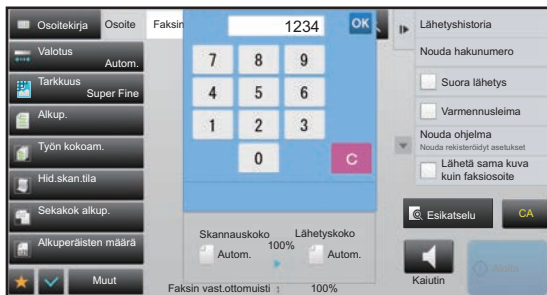 Osoitekirja
Osoite
Faksin
1234
OK
Valotus
Autom.
Tarkkuus
Super Fine
Alkup.
Työn kokoam.
Hid.skan.tila
Sekakok alkup.
Alkuperäisten määrä
Muut
7 8 9
4 5 6
1 2 3
0 C
Skannauskoko
Autom.
100%
Lähetyskoko
Autom.
Faksin vast.ottomuisti : 100%
Lähetyshistoria
Nouda hakunumero
Suora lähetys
Varmennusleima
Nouda ohjelma
Nouda rekisteröidyt asetukset
Lähetä sama kuva
kuin faksiosoite
Esikatselu
CA
Kaiutin
Aloita